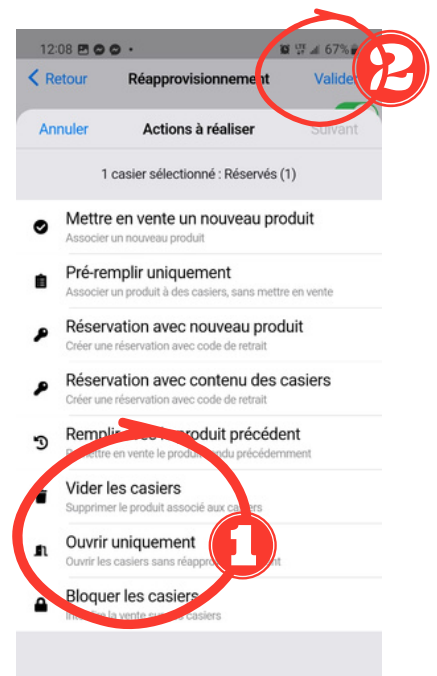 12:08
67%
Retour Réapprovisionnement Valider
2
Annuler Actions à réaliser Suivant
1 casier sélectionné : Réservés (1)
Mettre en vente un nouveau produit
Associer un nouveau produit
Pré-remplir uniquement
Associer un produit à des casiers, sans mettre en vente
Réservation avec nouveau produit
Créer une réservation avec code de retrait
Réservation avec contenu des casiers
Créer une réservation avec code de retrait
Remplir produit précédent
en vente le produit vendu précédemment
Vider les casiers
Supprimer le produit associé aux casiers
Ouvrir uniquement
1
Ouvrir les casiers sans
Bloquer les casiers
la vente casiers